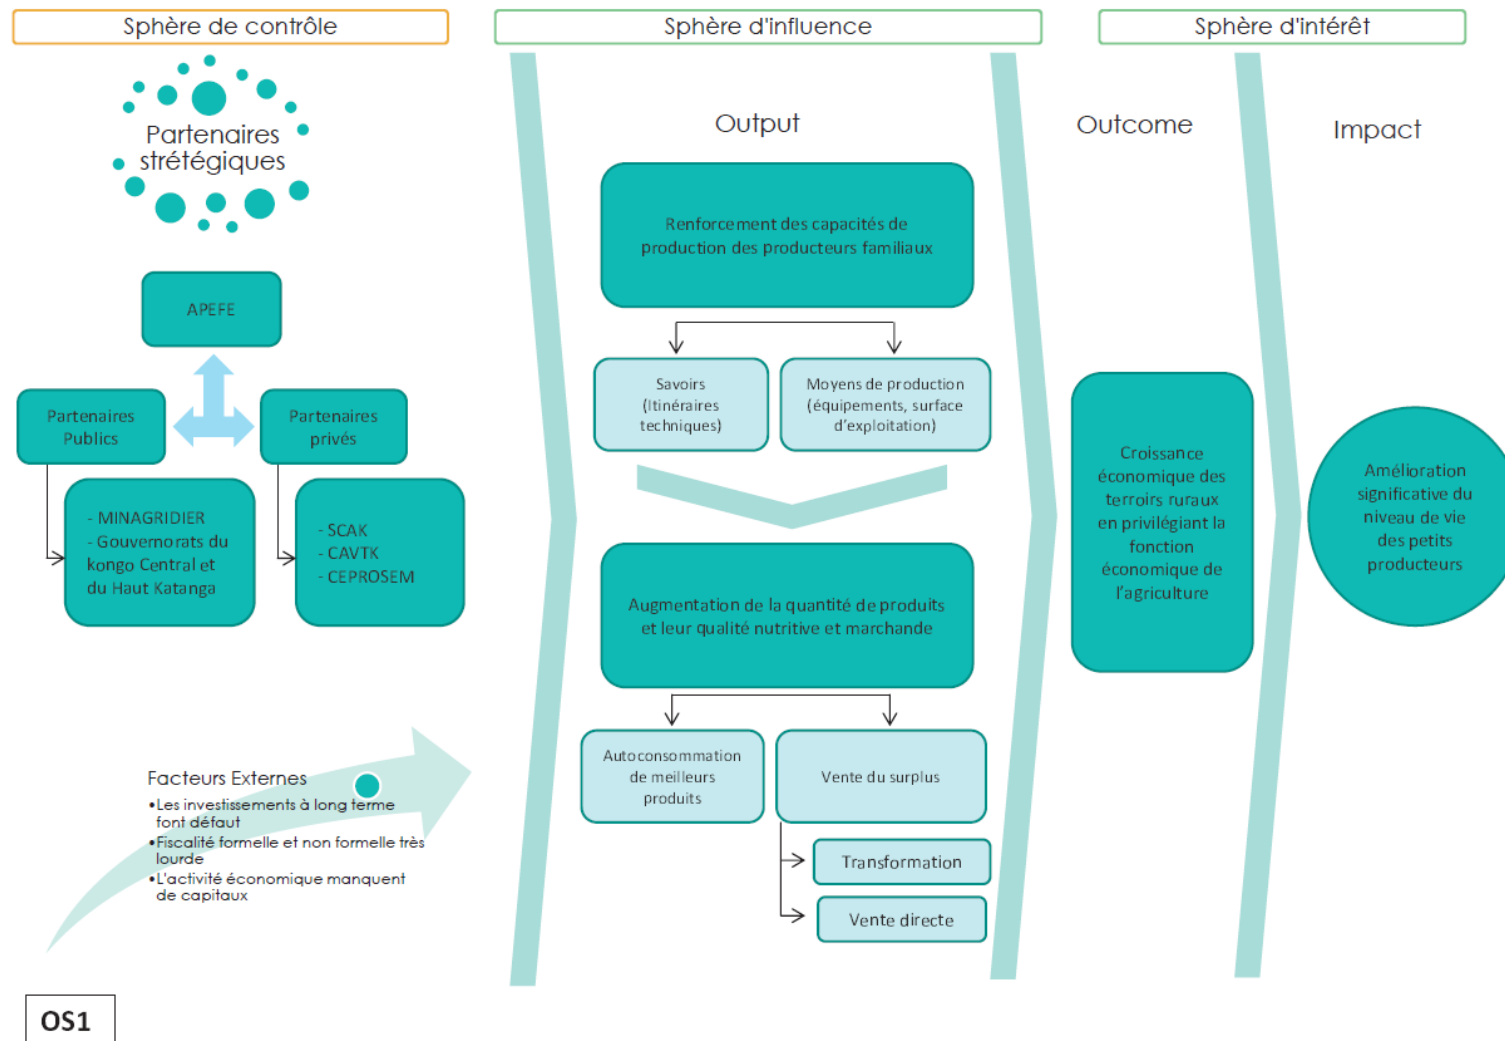 Sphère de contrôle
Sphère d'influence
Sphère d'intérêt
Partenaires
strétégiques
APEFE
Partenaires
Publics
Partenaires
privés
- MINAGRIDIER
- Gouvernorats du
kongo Central et
du Haut Katanga
- SCAK
- CAVTK
- CEPROSEM
Facteurs Externes
•Les investissements à long terme
font défaut
•Fiscalité formelle et non formelle très
lourde
•L'activité économique manquent
de capitaux
Output
Renforcement des capacités de
production des producteurs familiaux
Savoirs
(Itinéraires
techniques)
Moyens de production
(équipements, surface
d'exploitation)
Augmentation de la quantité de produits
et leur qualité nutritive et marchande
Autoconsommation
de meilleurs
produits
Vente du surplus
Transformation
Vente directe
Outcome
Croissance
économique des
terroirs ruraux
en privilégiant la
fonction
économique de
l'agriculture
Impact
Amélioration
significative du
niveau de vie
des petits
producteurs
OS1